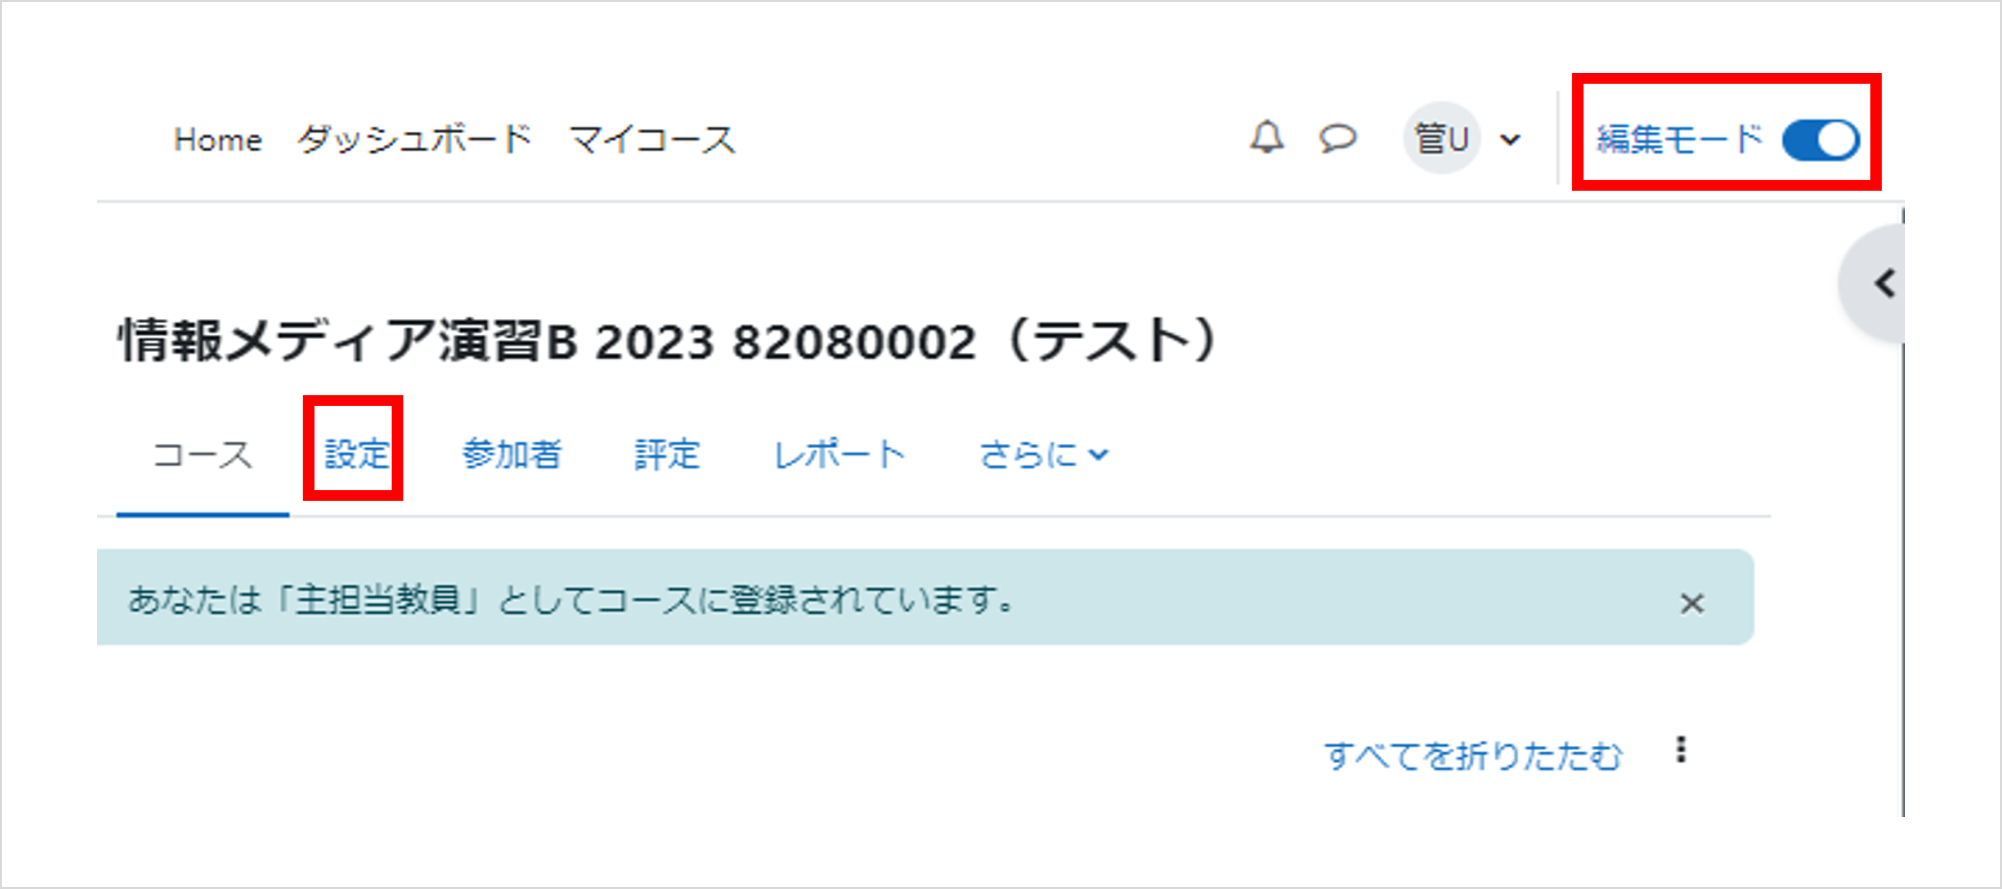 Home ダッシュボード マイコース 管U 編集モード
情報メディア演習B 2023 82080002（テスト）
コース 設定 参加者 評定 レポート さらに
あなたは「主担当教員」としてコースに登録されています。
すべてを折りたたむ